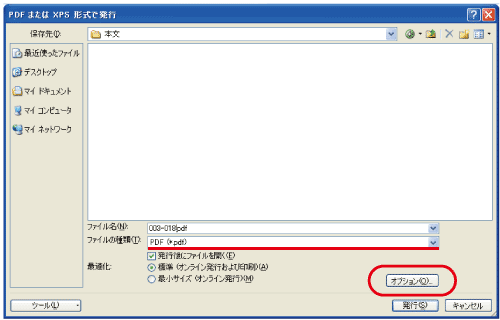 PDF または XPS 形式で発行
保存先(I):
本文
最近使ったファイル
デスクトップ
マイ ドキュメント
マイ コンピュータ
マイ ネットワーク
ファイル名(N):
003-018.pdf
ファイルの種類(T):
PDF (*.pdf)
発行後にファイルを開く(E)
最適化:
標準 (オンライン発行および印刷)(A)
最小サイズ (オンライン発行)(M)
オプション(O)...
ツール(L)
発行(S)
キャンセル